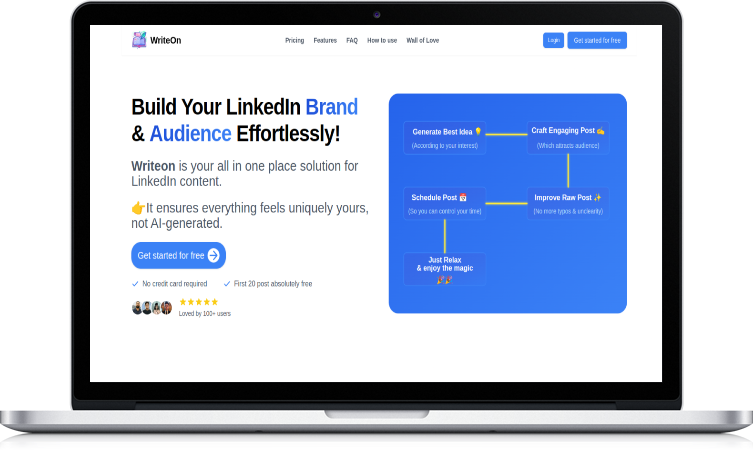 WriteOn
Pricing Features FAQ How to use Wall of Love
Login Get started for free
Build Your LinkedIn Brand
& Audience Effortlessly!
Writeon is your all in one place solution for
LinkedIn content.
👉It ensures everything feels uniquely yours,
not AI-generated.
Get started for free
No credit card required First 20 post absolutely free
Loved by 100+ users
Generate Best Idea 💡
(According to your interest)
Craft Engaging Post ✍️
(Which attracts audience)
Schedule Post 📅
(So you can control your time)
Improve Raw Post ✨
(No more typos & unclearity)
Just Relax
& enjoy the magic
🎉🎉